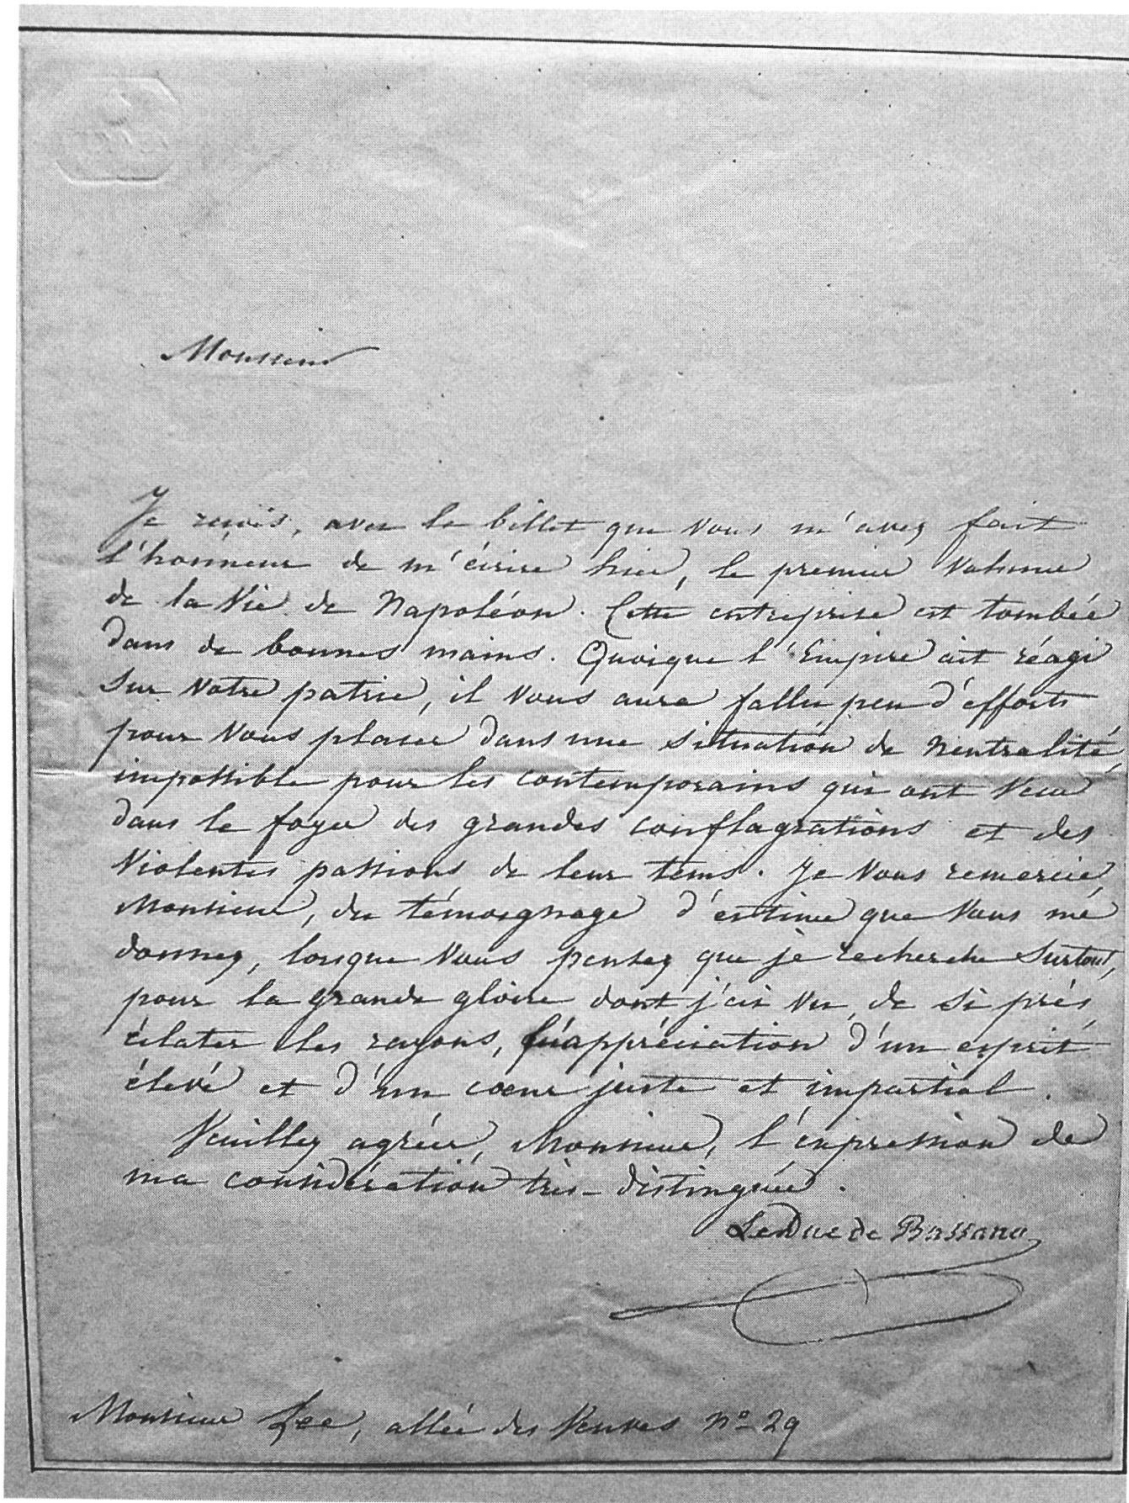 Monsieur
Je reçois, avec le billet que vous m'avez fait
l'honneur de m'écrire hier, le premier Volume
de la Vie de Napoléon. Cette entreprise est tombée
dans de bonnes mains. Quoique l'Empire ait réagi
sur votre patrie, il vous aura fallu peu d'efforts
pour vous placer dans une situation de neutralité,
impossible pour les contemporains qui ont vécu
dans le foyer des grandes conflagrations et des
violentes passions de leur tems. Je vous remercie,
Monsieur, du témoignage d'estime que vous me
donnez, lorsque vous pensez que je recherche surtout,
pour la grande gloire dont j'ai vu, de si près,
éclater les rayons, l'appréciation d'un esprit
élevé et d'un cœur juste et impartial.
Veuillez agréer, Monsieur, l'expression de
ma considération très-distinguée.
Le Duc de Bassano
Monsieur Lee, allée des Veuves No 29